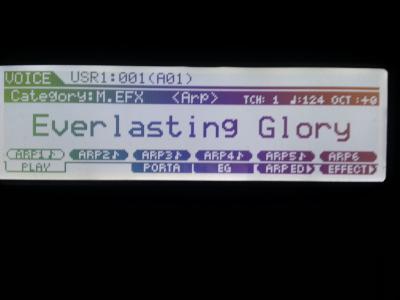 VOICE USR1:001(A01)
Category:M.EFX <Arp> TCH: 1 ♩:124 OCT :+0
Everlasting Glory
ARP1♪ ARP2♪ ARP3♪ ARP4♪ ARP5♪ ARP6
PLAY PORTA EG ARP ED EFFECT